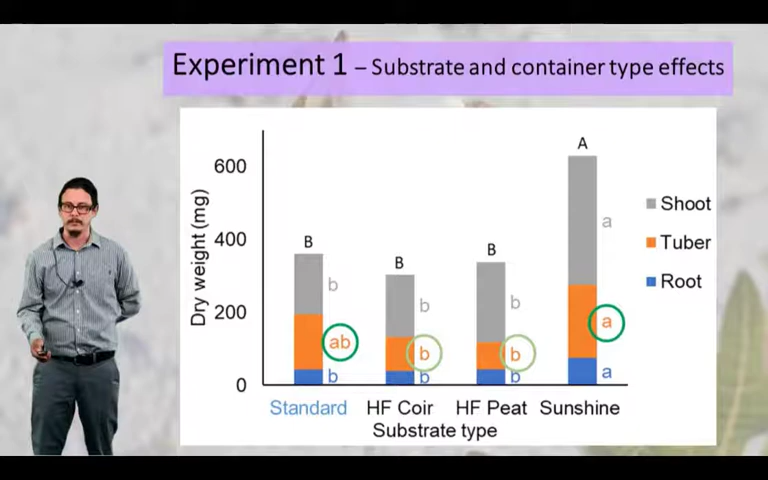 Experiment 1 – Substrate and container type effects
A
600
Shoot
a
400
B
B
B
Tuber
Dry weight (mg)
b
b
b
Root
200
ab
b
b
a
b
b
b
a
0
Standard HF Coir HF Peat Sunshine
Substrate type